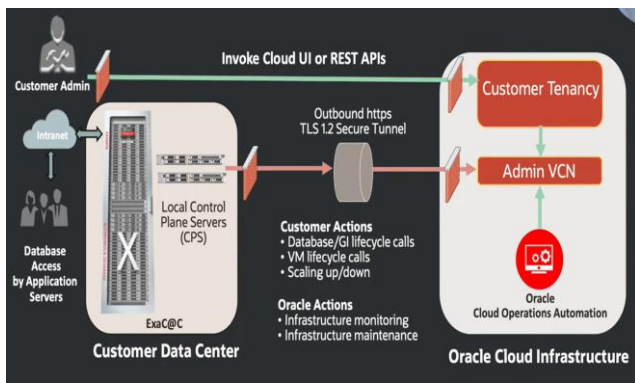 Invoke Cloud UI or REST APIs
Customer Admin
Customer Tenancy
Intranet
Outbound https
TLS 1.2 Secure Tunnel
Admin VCN
Local Control
Plane Servers
(CPS)
Database
Access
by Application
Servers
X
Customer Actions
• Database/GI lifecycle calls
• VM lifecycle calls
• Scaling up/down
Oracle
Cloud Operations Automation
Oracle Actions
• Infrastructure monitoring
• Infrastructure maintenance
ExaC@C
Customer Data Center
Oracle Cloud Infrastructure